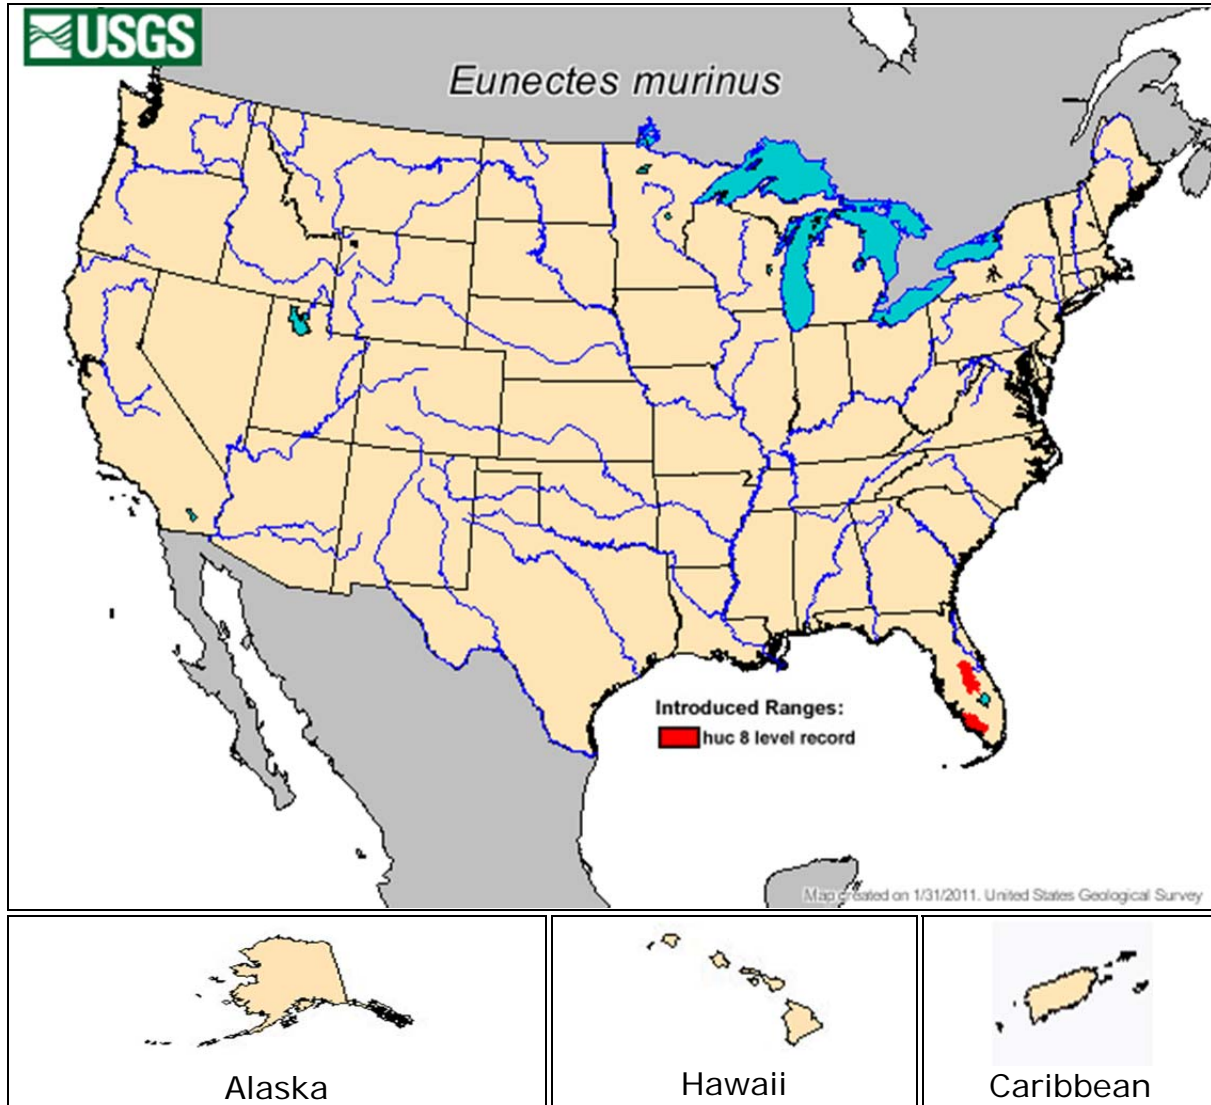 USGS
Eunectes murinus
Introduced Ranges:
huc 8 level record
Map created on 1/31/2011. United States Geological Survey
Alaska
Hawaii
Caribbean